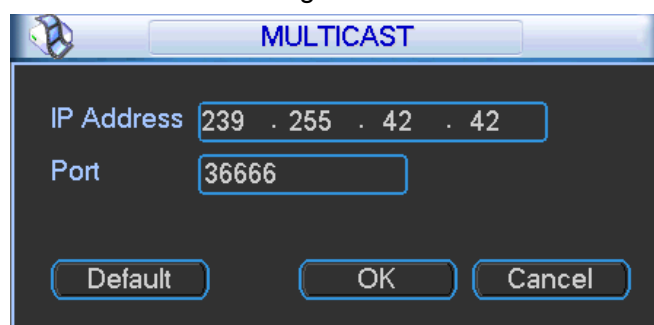 MULTICAST
IP Address 239 . 255 . 42 . 42
Port 36666
Default OK Cancel